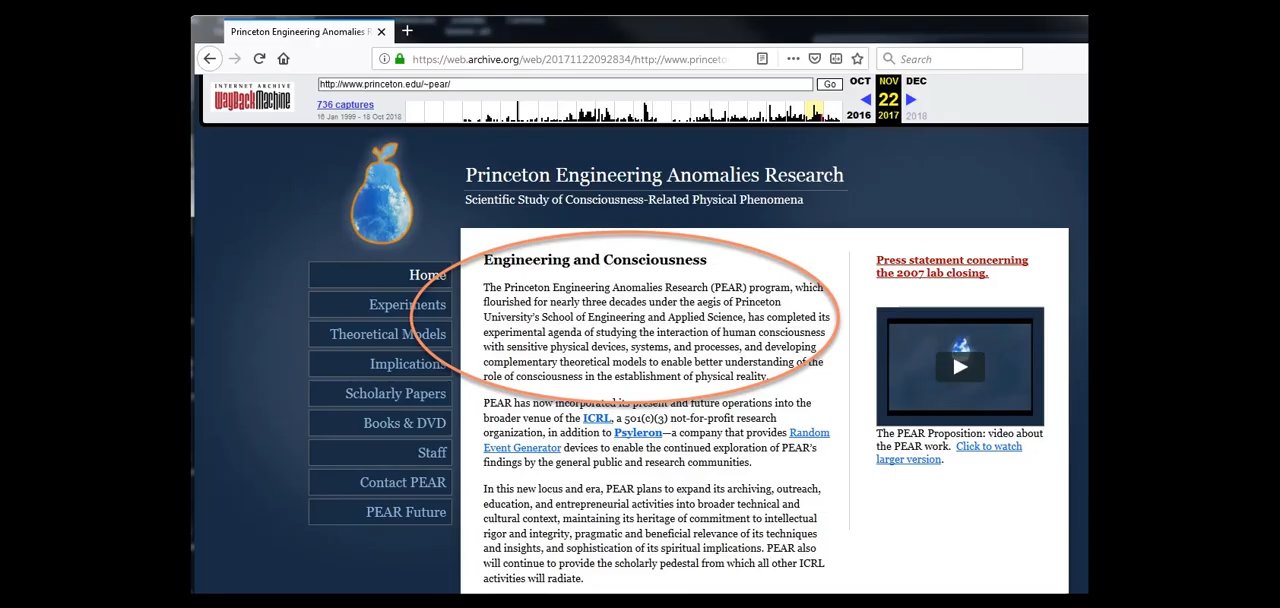 Princeton Engineering Anomalies R
https://web.archive.org/web/20171122092834/http://www.princeto
Search
INTERNET ARCHIVE
WayBackMachine
http://www.princeton.edu/~pear/
Go
736 captures
16 Jan 1999 - 18 Oct 2018
OCT NOV DEC
22
2016 2017 2018
Princeton Engineering Anomalies Research
Scientific Study of Consciousness-Related Physical Phenomena
Home
Experiments
Theoretical Models
Implications
Scholarly Papers
Books & DVD
Staff
Contact PEAR
PEAR Future
Engineering and Consciousness
The Princeton Engineering Anomalies Research (PEAR) program, which
flourished for nearly three decades under the aegis of Princeton
University's School of Engineering and Applied Science, has completed its
experimental agenda of studying the interaction of human consciousness
with sensitive physical devices, systems, and processes, and developing
complementary theoretical models to enable better understanding of the
role of consciousness in the establishment of physical reality.
PEAR has now incorporated its present and future operations into the
broader venue of the ICRL, a 501(c)(3) not-for-profit research
organization, in addition to Psyleron—a company that provides Random
Event Generator devices to enable the continued exploration of PEAR's
findings by the general public and research communities.
In this new locus and era, PEAR plans to expand its archiving, outreach,
education, and entrepreneurial activities into broader technical and
cultural context, maintaining its heritage of commitment to intellectual
rigor and integrity, pragmatic and beneficial relevance of its techniques
and insights, and sophistication of its spiritual implications. PEAR also
will continue to provide the scholarly pedestal from which all other ICRL
activities will radiate.
Press statement concerning
the 2007 lab closing.
The PEAR Proposition: video about
the PEAR work. Click to watch
larger version.